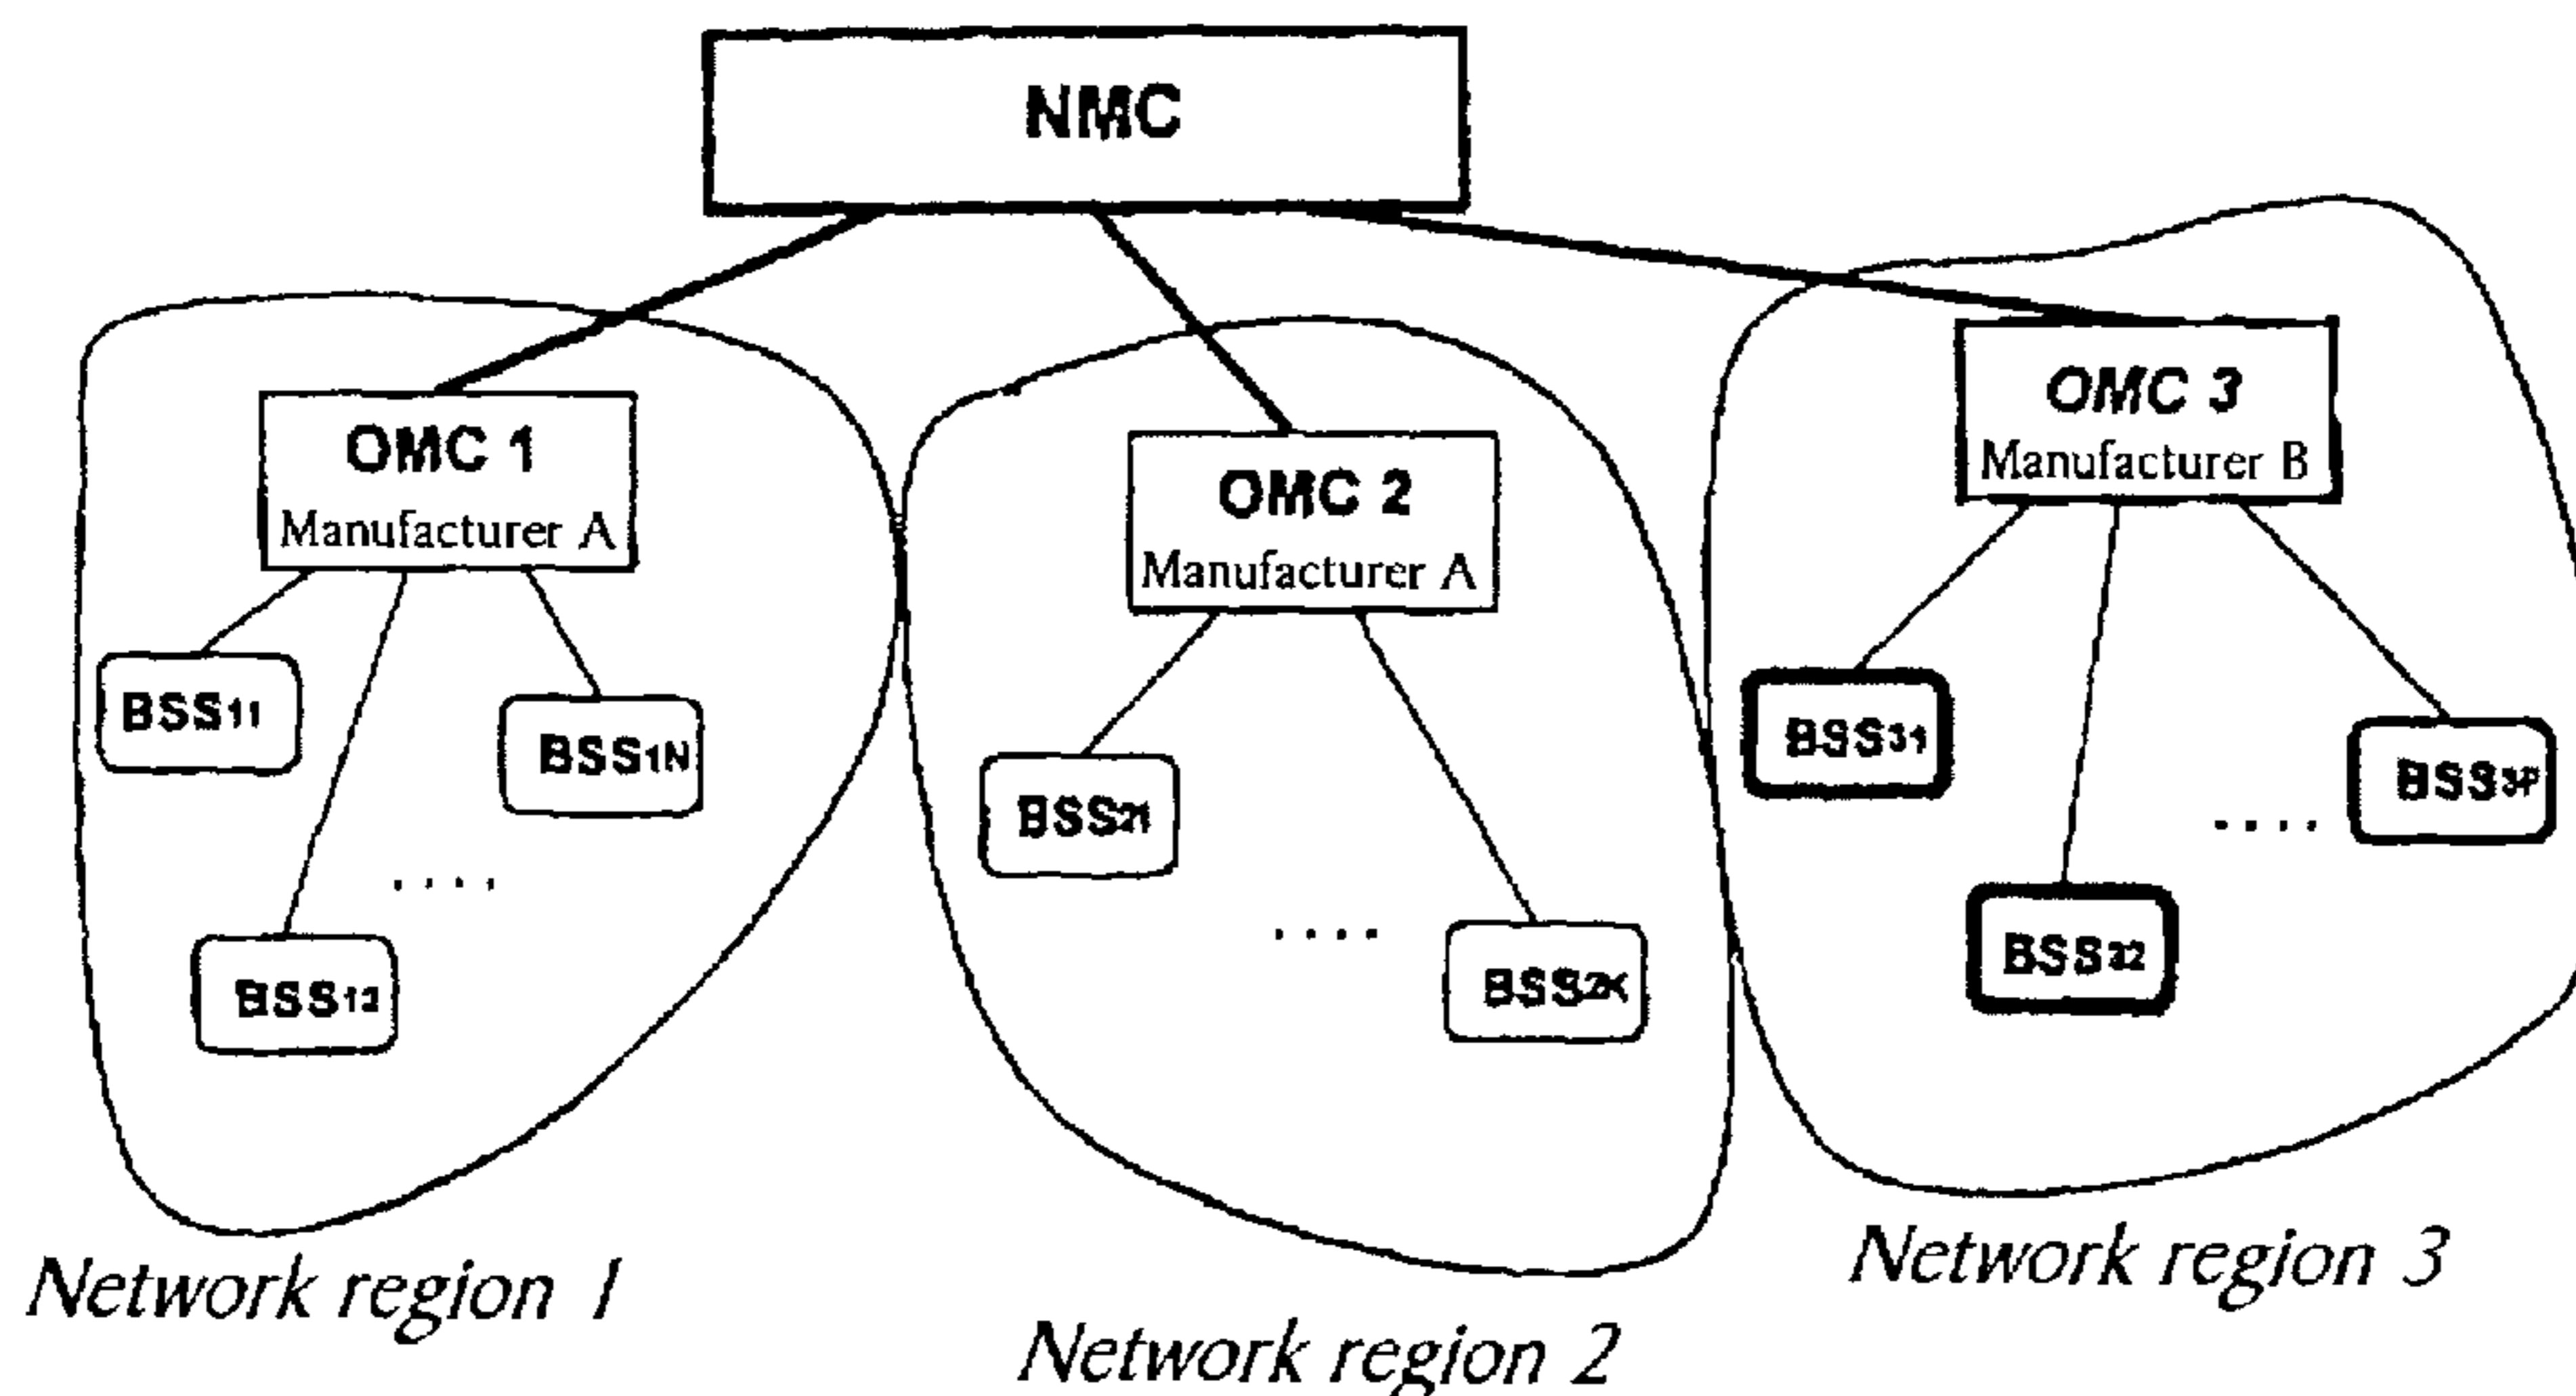 NMC
OMC 1
Manufacturer A
OMC 2
Manufacturer A
OMC 3
Manufacturer B
BSS11
BSS12
....
BSS1N
BSS21
....
BSS2K
BSS31
BSS32
....
BSS3P
Network region 1
Network region 2
Network region 3